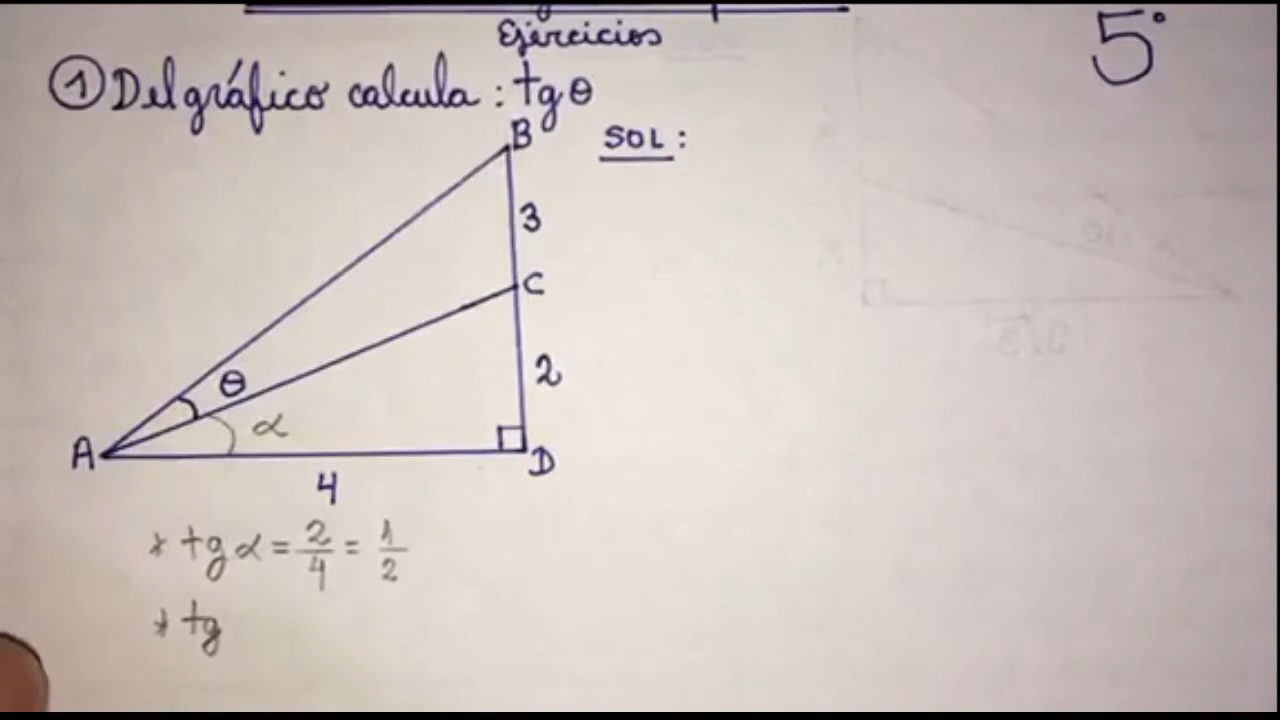 Ejercicios
5°
① Del gráfico calcula : tg θ
B
SOL :
3
C
2
θ
α
A
D
4
* tg α = 2/4 = 1/2
* tg